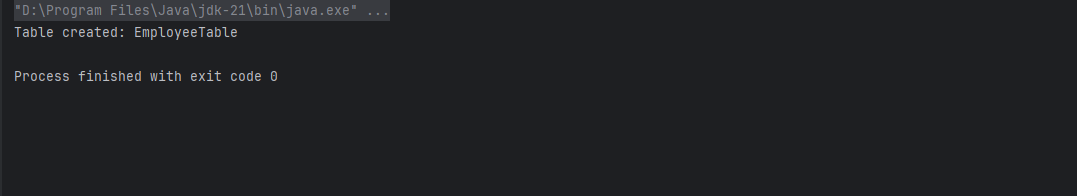 "D:\Program Files\Java\jdk-21\bin\java.exe" ...
Table created: EmployeeTable
Process finished with exit code 0